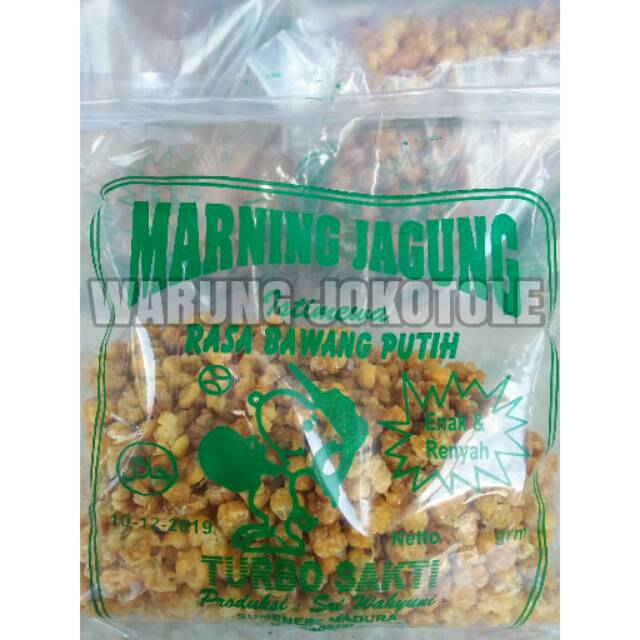 MARNING JAGUNG
WARUNG JOKOTOLE
Istimewa
RASA BAWANG PUTIH
Enak &
Renyah
10-12-2019
Netto grm
TURBO SAKTI
Produksi : Sri Wahyuni
SUMENEP - MADURA